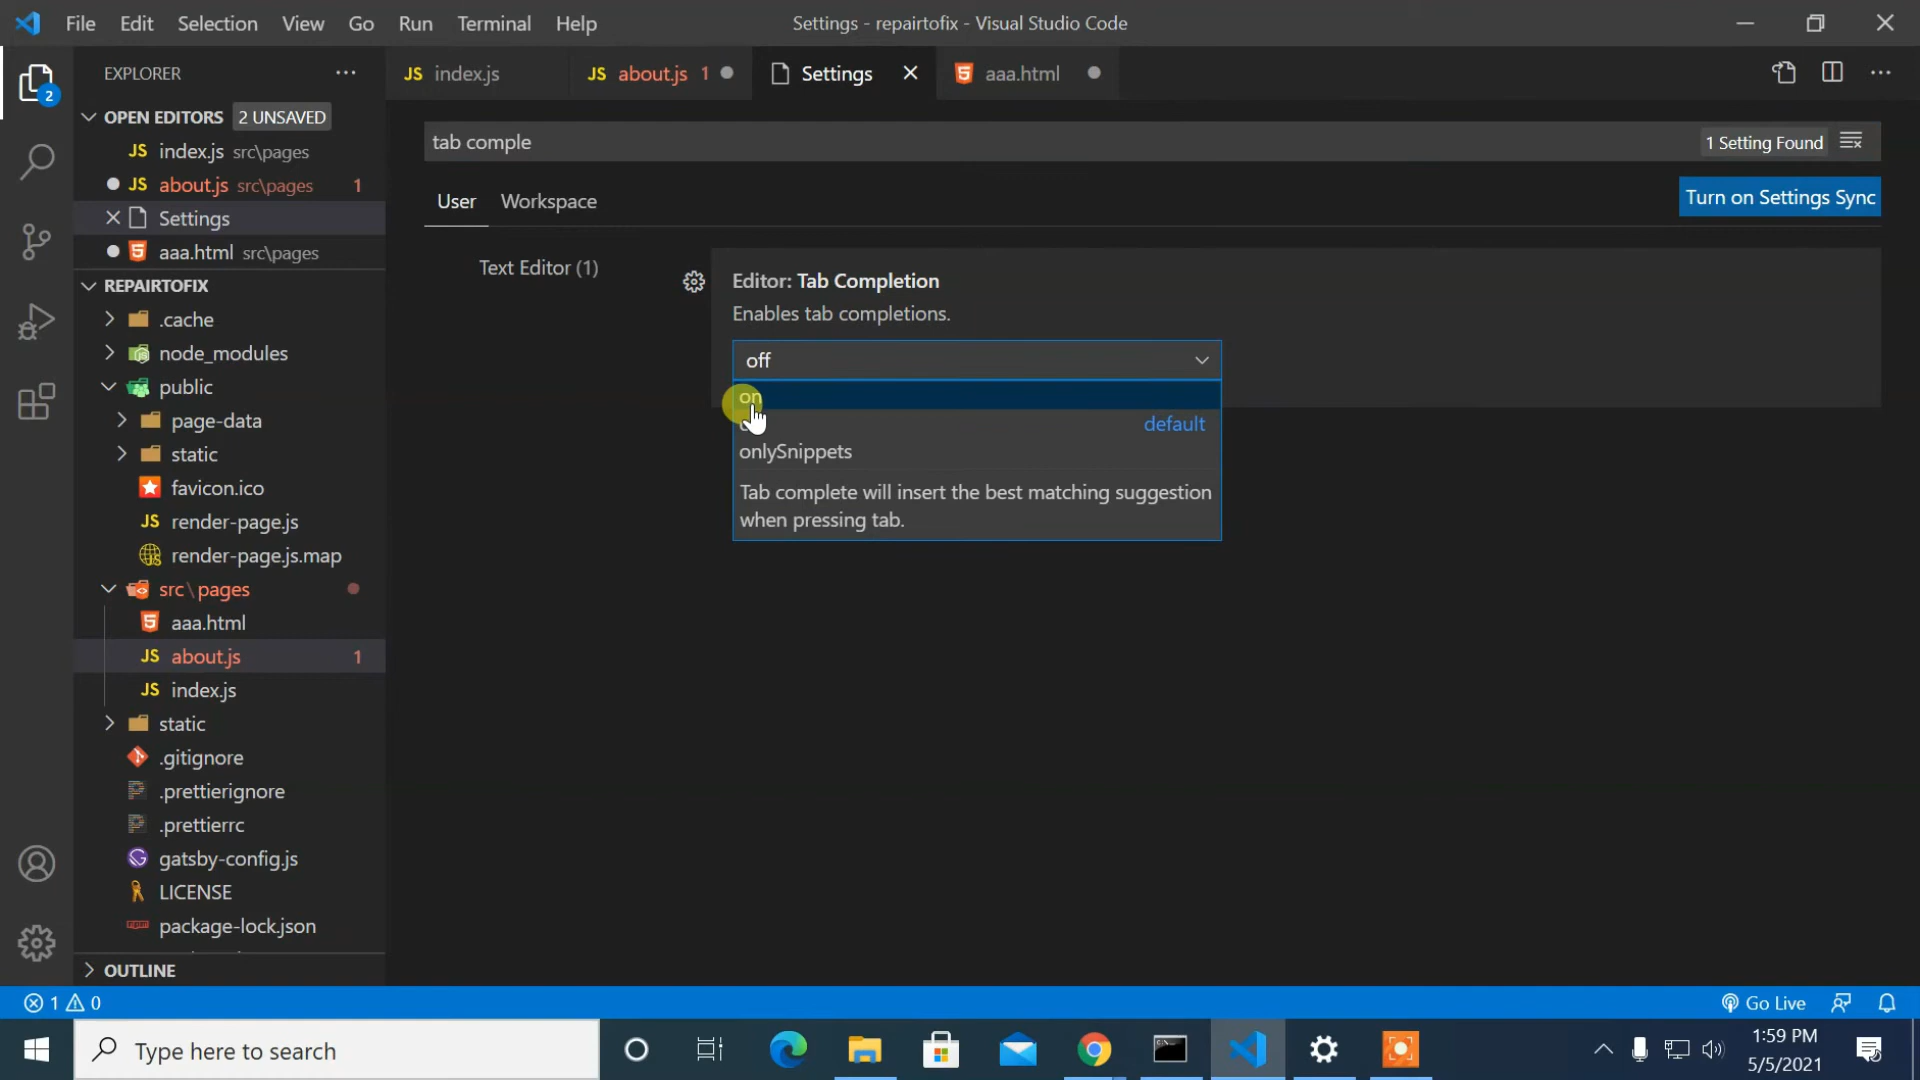 File Edit Selection View Go Run Terminal Help
Settings - repairtofix - Visual Studio Code
EXPLORER
JS index.js
JS about.js 1
Settings
aaa.html
2
OPEN EDITORS 2 UNSAVED
JS index.js src\pages
JS about.js src\pages 1
Settings
aaa.html src\pages
REPAIRTOFIX
.cache
node_modules
public
page-data
static
favicon.ico
JS render-page.js
render-page.js.map
src\pages
aaa.html
JS about.js 1
JS index.js
static
.gitignore
.prettierignore
.prettierrc
gatsby-config.js
LICENSE
package-lock.json
OUTLINE
tab comple
1 Setting Found
User Workspace
Turn on Settings Sync
Text Editor (1)
Editor: Tab Completion
Enables tab completions.
off
on
default
onlySnippets
Tab complete will insert the best matching suggestion
when pressing tab.
1 0
Go Live
Type here to search
1:59 PM
5/5/2021